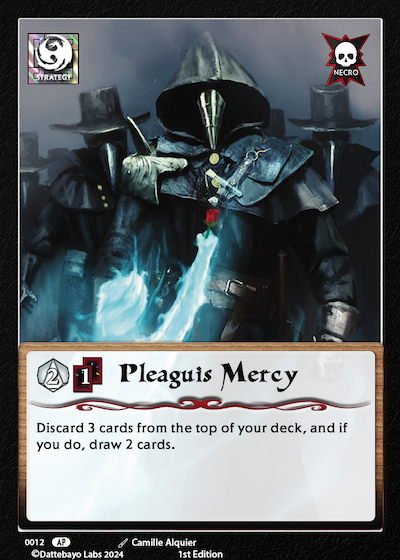 STRATEGY
NECRO
2 1 Pleaguis Mercy
Discard 3 cards from the top of your deck, and if
you do, draw 2 cards.
0012 AP Camille Alquier
©Dattebayo Labs 2024 1st Edition